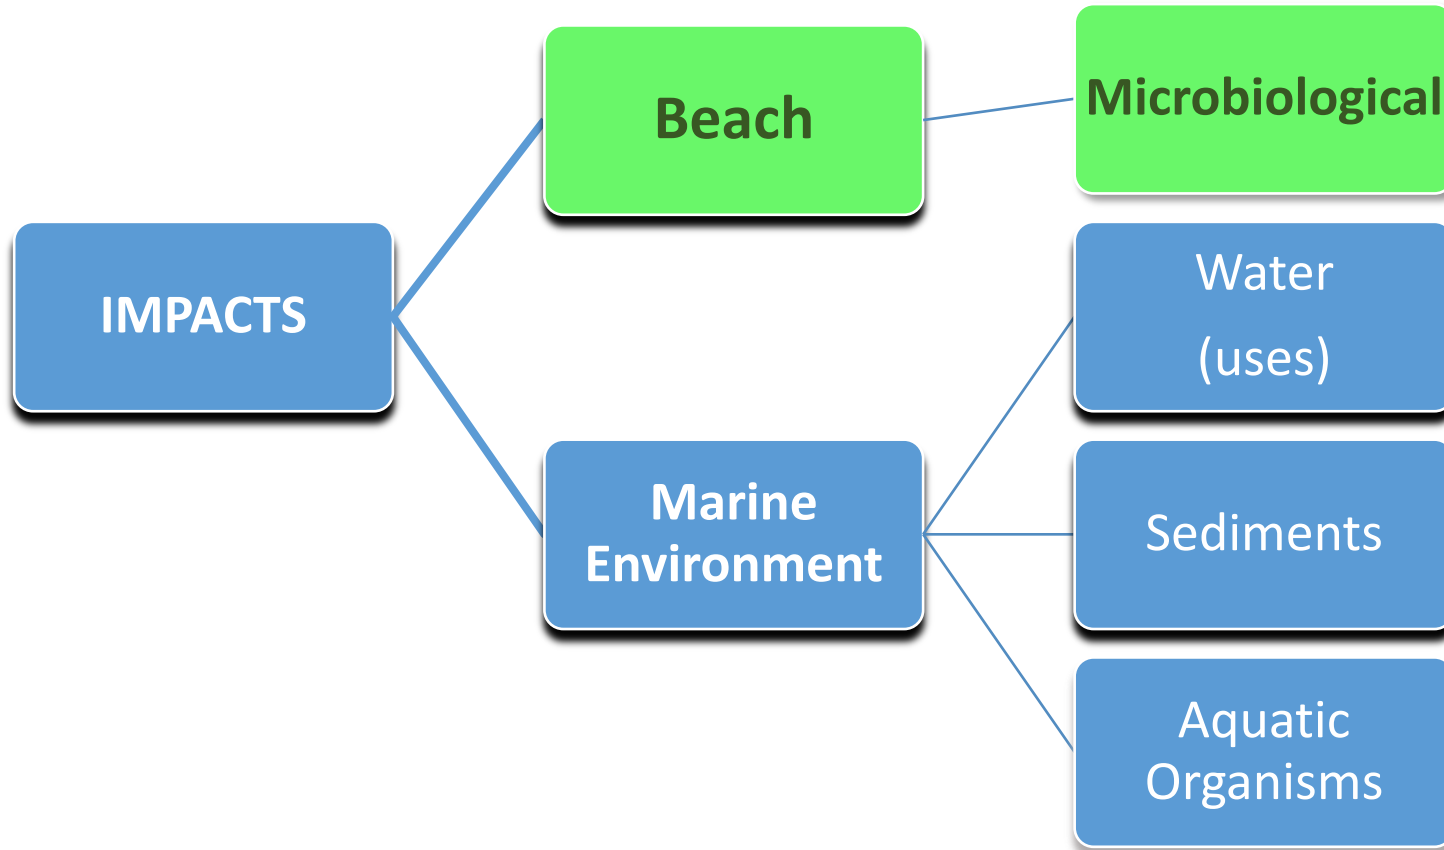 IMPACTS
Beach
Microbiological
Marine
Environment
Water
(uses)
Sediments
Aquatic
Organisms